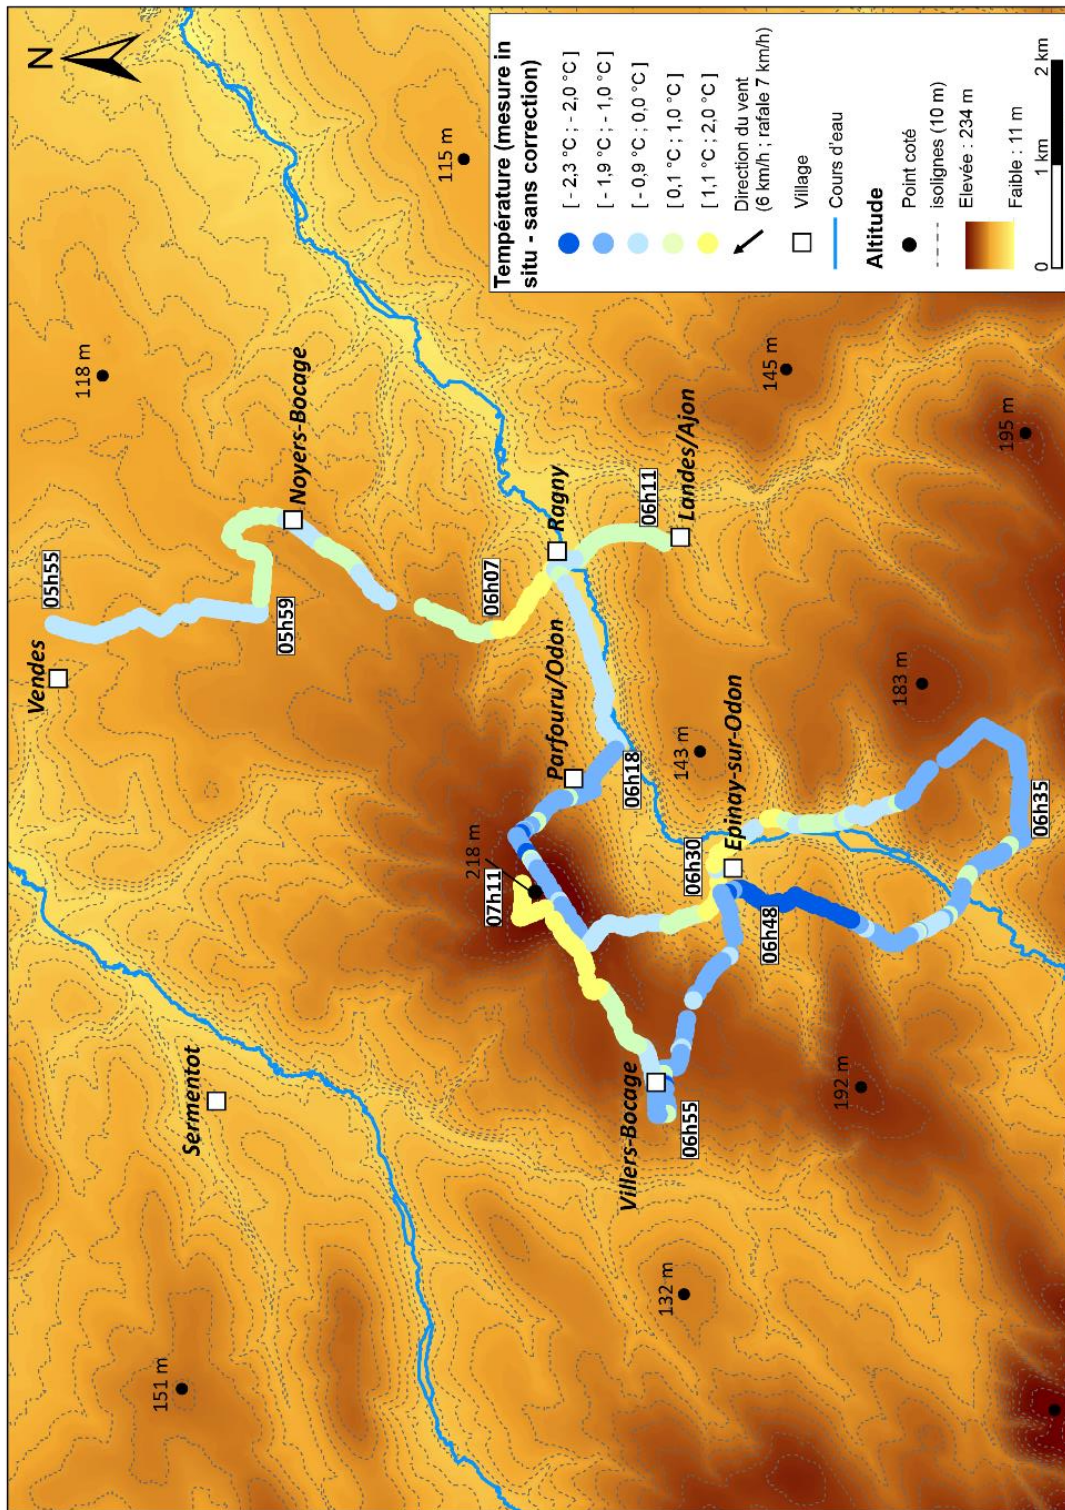 N
Vendes
05h55
05h59
Noyers-Bocage
118 m
115 m
Sermentot
151 m
06h07
Ragny
Parfouru/Odon
06h11
Landes/Ajon
218 m
07h11
06h18
143 m
145 m
06h30
Epinay-sur-Odon
Villers-Bocage
06h55
06h48
132 m
192 m
183 m
195 m
06h35
Température (mesure in
situ - sans correction)
[ - 2,3 °C ; - 2,0 °C ]
[ - 1,9 °C ; - 1,0 °C ]
[ - 0,9 °C ; 0,0 °C ]
[ 0,1 °C ; 1,0 °C ]
[ 1,1 °C ; 2,0 °C ]
Direction du vent
(6 km/h ; rafale 7 km/h)
Village
Cours d'eau
Altitude
Point coté
isolignes (10 m)
Elevée : 234 m
Faible : 11 m
0 1 km 2 km